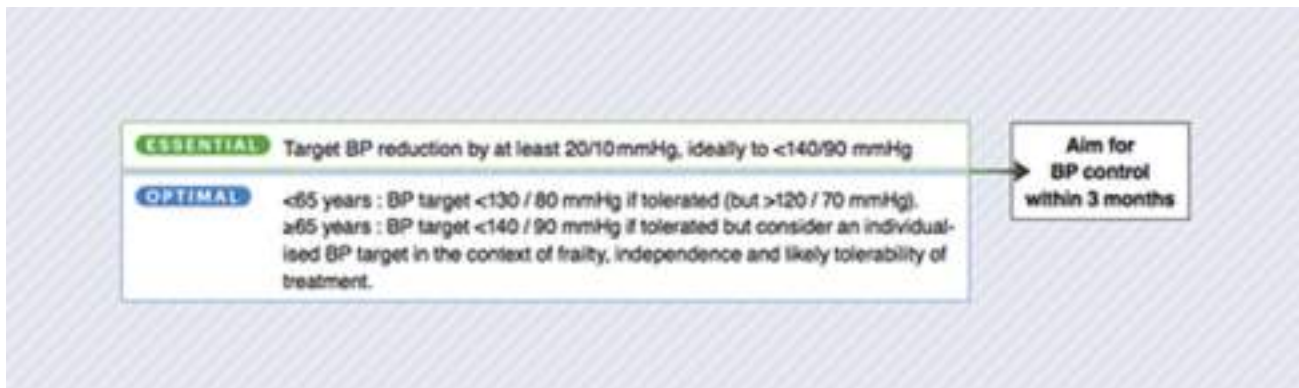 ESSENTIAL Target BP reduction by at least 20/10mmHg, ideally to <140/90 mmHg
OPTIMAL <65 years : BP target <130 / 80 mmHg if tolerated (but >120 / 70 mmHg).
≥65 years : BP target <140 / 90 mmHg if tolerated but consider an individual-
ised BP target in the context of frailty, independence and likely tolerability of
treatment.
Aim for
BP control
within 3 months